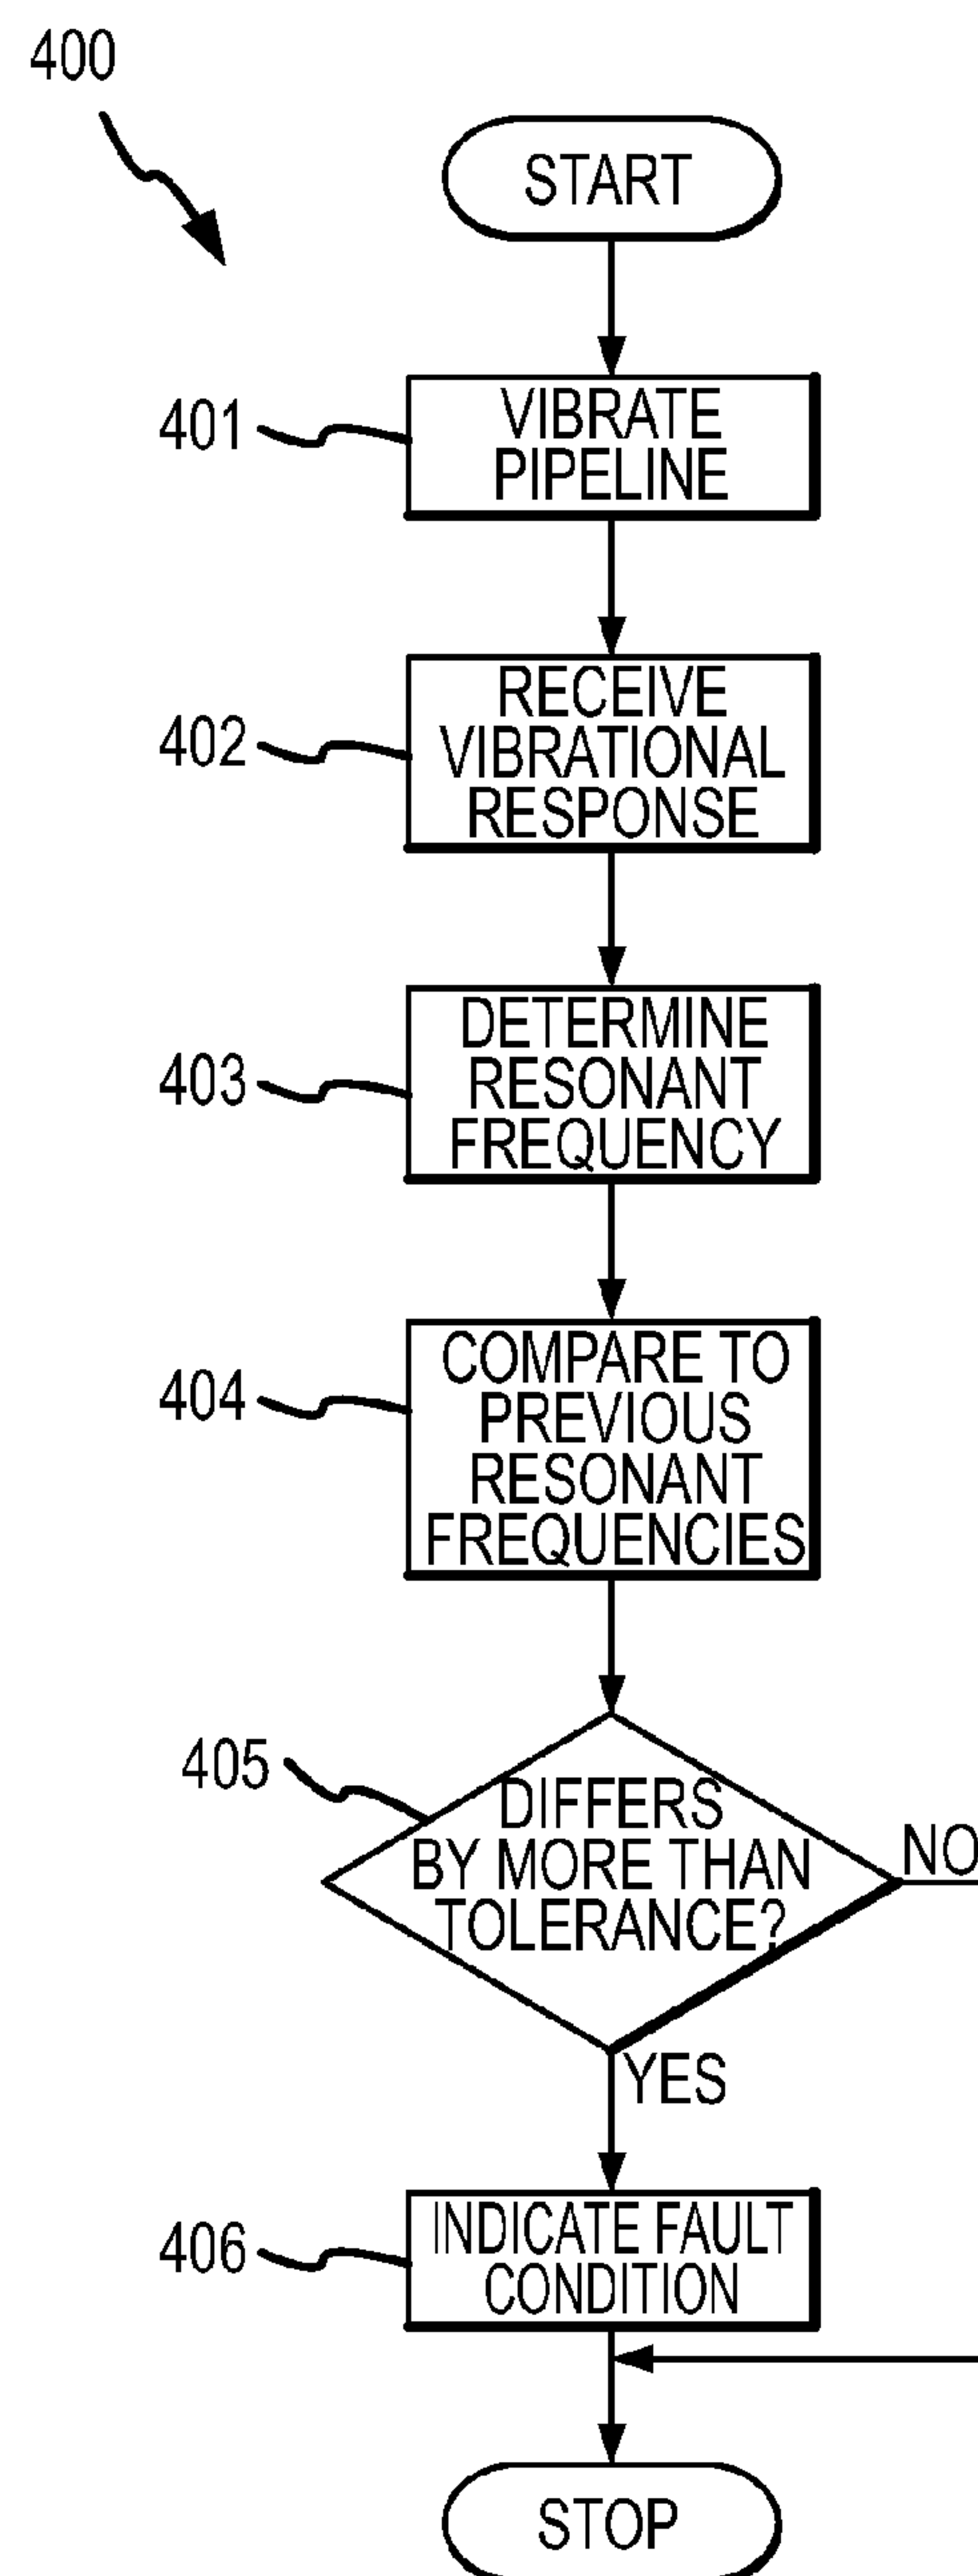 400
START
401
VIBRATE
PIPELINE
402
RECEIVE
VIBRATIONAL
RESPONSE
403
DETERMINE
RESONANT
FREQUENCY
404
COMPARE TO
PREVIOUS
RESONANT
FREQUENCIES
405
DIFFERS
BY MORE THAN
TOLERANCE?
NO
YES
406
INDICATE FAULT
CONDITION
STOP